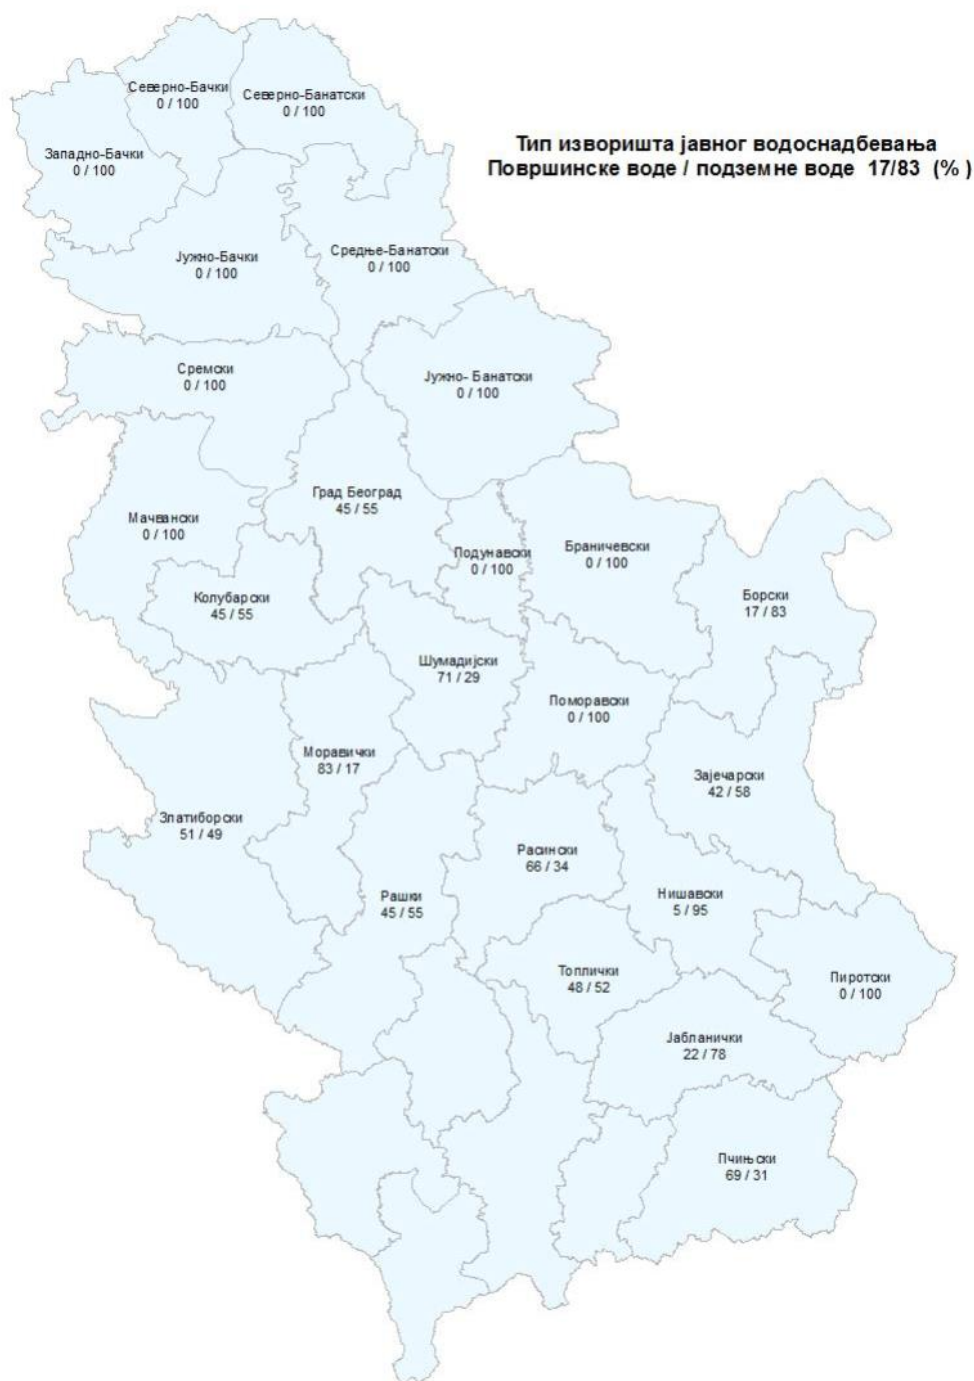 Северно-Бачки
0 / 100
Северно-Банатски
0 / 100
Тип изворишта јавног водоснадбевања
Површинске воде / подземне воде 17/83 (% )
Западно-Бачки
0 / 100
Јужно-Бачки
0 / 100
Средње-Банатски
0 / 100
Сремски
0 / 100
Јужно- Банатски
0 / 100
Град Београд
45 / 55
Мачвански
0 / 100
Подунавски
0 / 100
Браничевски
0 / 100
Колубарски
45 / 55
Борски
17 / 83
Шумадијски
71 / 29
Поморавски
0 / 100
Моравички
83 / 17
Зајечарски
42 / 58
Златиборски
51 / 49
Расински
66 / 34
Рашки
45 / 55
Нишавски
5 / 95
Топлички
48 / 52
Пиротски
0 / 100
Јабланички
22 / 78
Пчињски
69 / 31